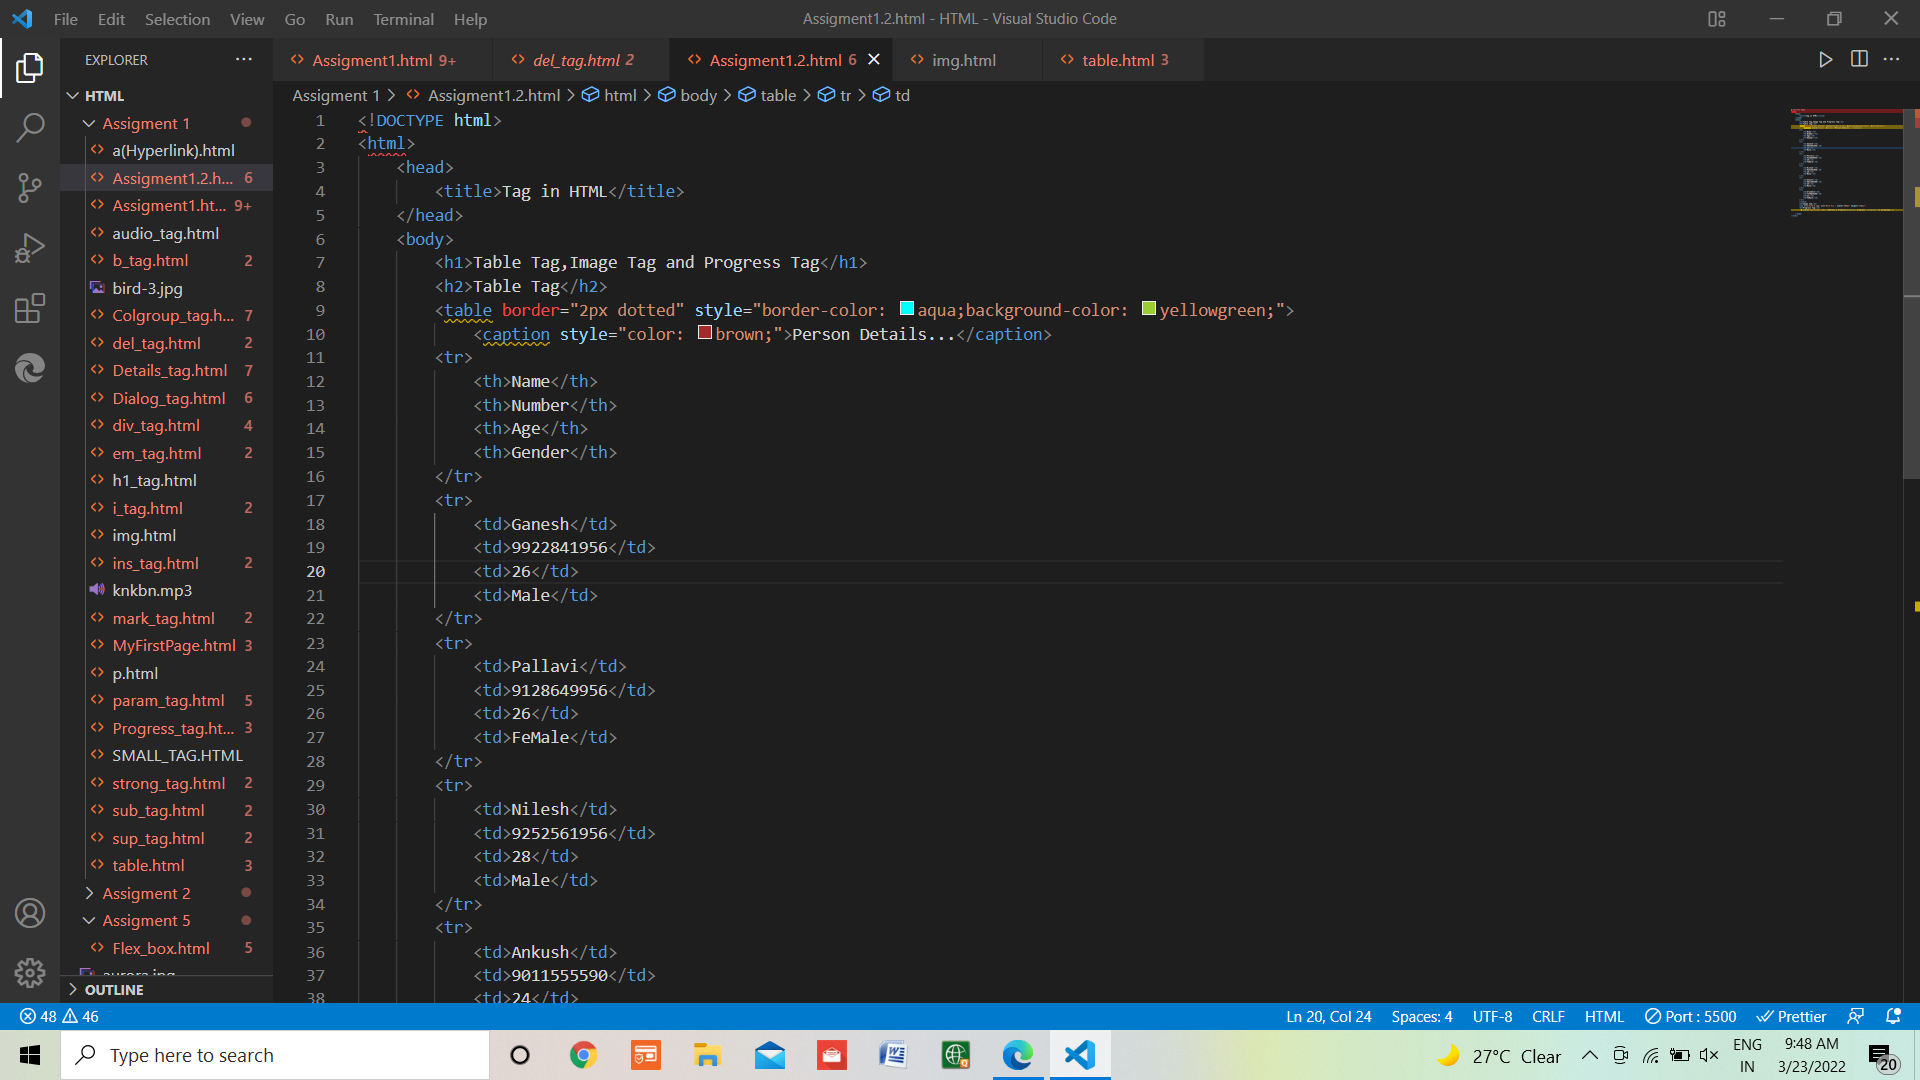 File Edit Selection View Go Run Terminal Help
Assigment1.2.html - HTML - Visual Studio Code
EXPLORER ···
Assigment1.html 9+
del_tag.html 2
Assigment1.2.html 6
img.html
table.html 3
Assigment 1 > Assigment1.2.html > html > body > table > tr > td
HTML
Assigment 1
a(Hyperlink).html
Assigment1.2.h... 6
Assigment1.ht... 9+
audio_tag.html
b_tag.html 2
bird-3.jpg
Colgroup_tag.h... 7
del_tag.html 2
Details_tag.html 7
Dialog_tag.html 6
div_tag.html 4
em_tag.html 2
h1_tag.html
i_tag.html 2
img.html
ins_tag.html 2
knkbn.mp3
mark_tag.html 2
MyFirstPage.html 3
p.html
param_tag.html 5
Progress_tag.ht... 3
SMALL_TAG.HTML
strong_tag.html 2
sub_tag.html 2
sup_tag.html 2
table.html 3
Assigment 2
Assigment 5
Flex_box.html 5
OUTLINE
1 <!DOCTYPE html>
2 <html>
3 <head>
4 <title>Tag in HTML</title>
5 </head>
6 <body>
7 <h1>Table Tag,Image Tag and Progress Tag</h1>
8 <h2>Table Tag</h2>
9 <table border="2px dotted" style="border-color: aqua;background-color: yellowgreen;">
10 <caption style="color: brown;">Person Details...</caption>
11 <tr>
12 <th>Name</th>
13 <th>Number</th>
14 <th>Age</th>
15 <th>Gender</th>
16 </tr>
17 <tr>
18 <td>Ganesh</td>
19 <td>9922841956</td>
20 <td>26</td>
21 <td>Male</td>
22 </tr>
23 <tr>
24 <td>Pallavi</td>
25 <td>9128649956</td>
26 <td>26</td>
27 <td>FeMale</td>
28 </tr>
29 <tr>
30 <td>Nilesh</td>
31 <td>9252561956</td>
32 <td>28</td>
33 <td>Male</td>
34 </tr>
35 <tr>
36 <td>Ankush</td>
37 <td>9011555590</td>
38 <td>24</td>
48 46
Ln 20, Col 24 Spaces: 4 UTF-8 CRLF HTML Port : 5500 Prettier
Type here to search
27°C Clear
ENG
IN
9:48 AM
3/23/2022
20